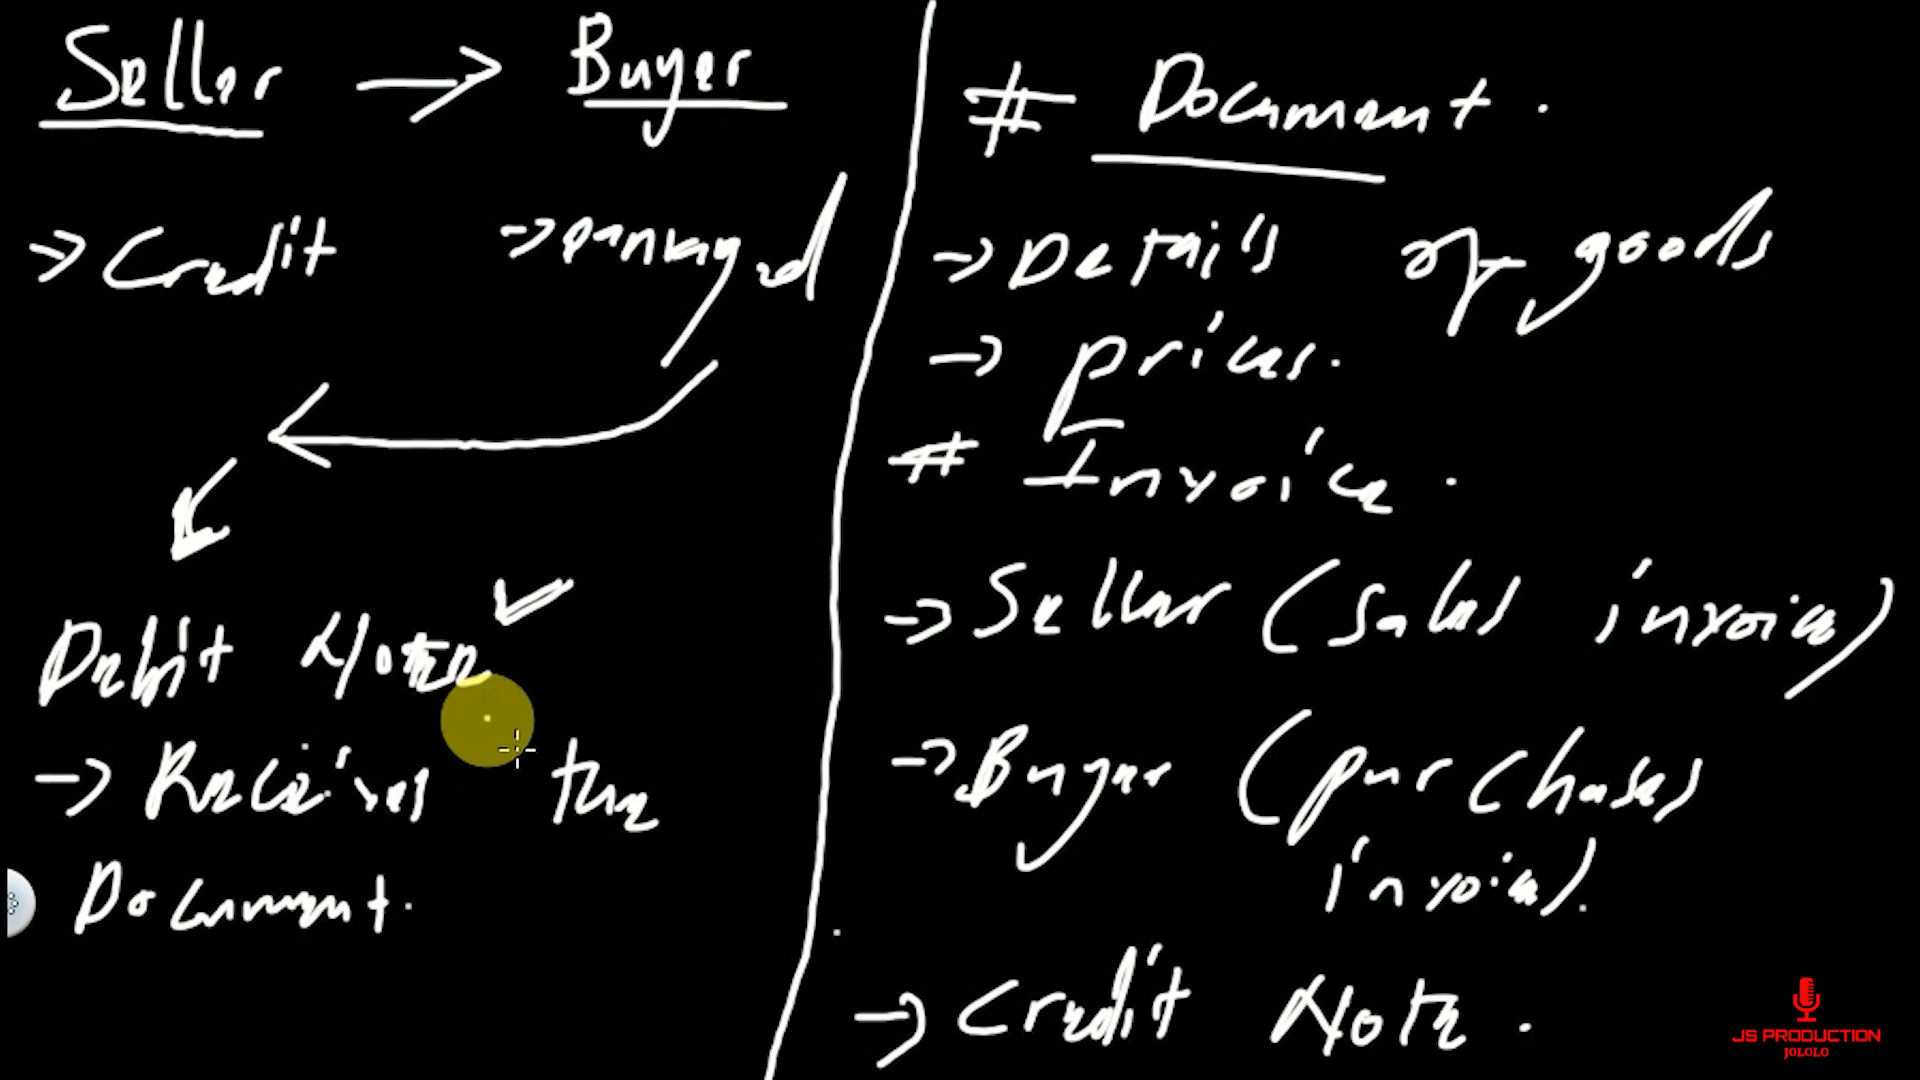 Seller → Buyer
→ Credit →
Debit Note ✓
→ Receives the
Document.
# Document.
→ Details of goods
→ prices.
# Invoice.
→ Seller (Sales invoice)
→ Buyer (purchases
invoice).
→ Credit Note.
JS PRODUCTION
JOLOLO